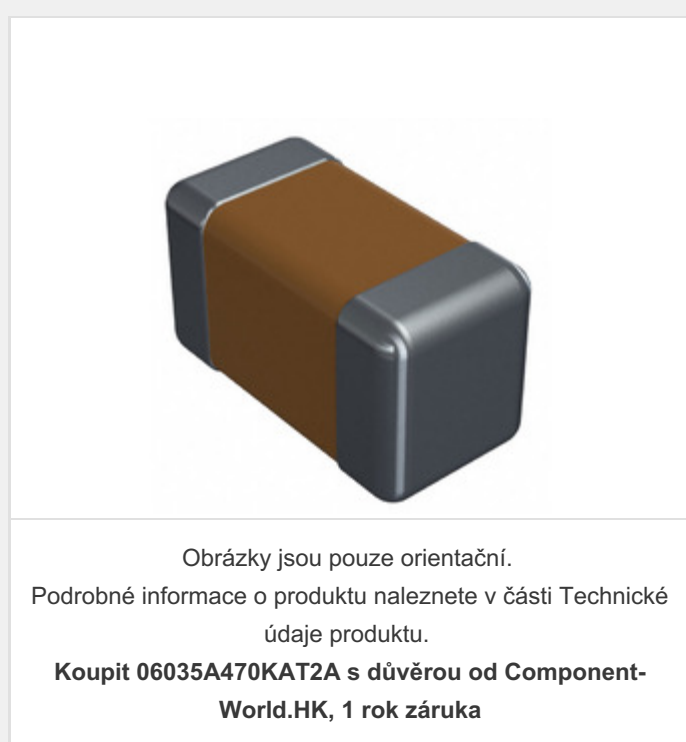 Obrázky jsou pouze orientační.
Podrobné informace o produktu naleznete v části Technické
údaje produktu.
Koupit 06035A470KAT2A s důvěrou od Component-
World.HK, 1 rok záruka